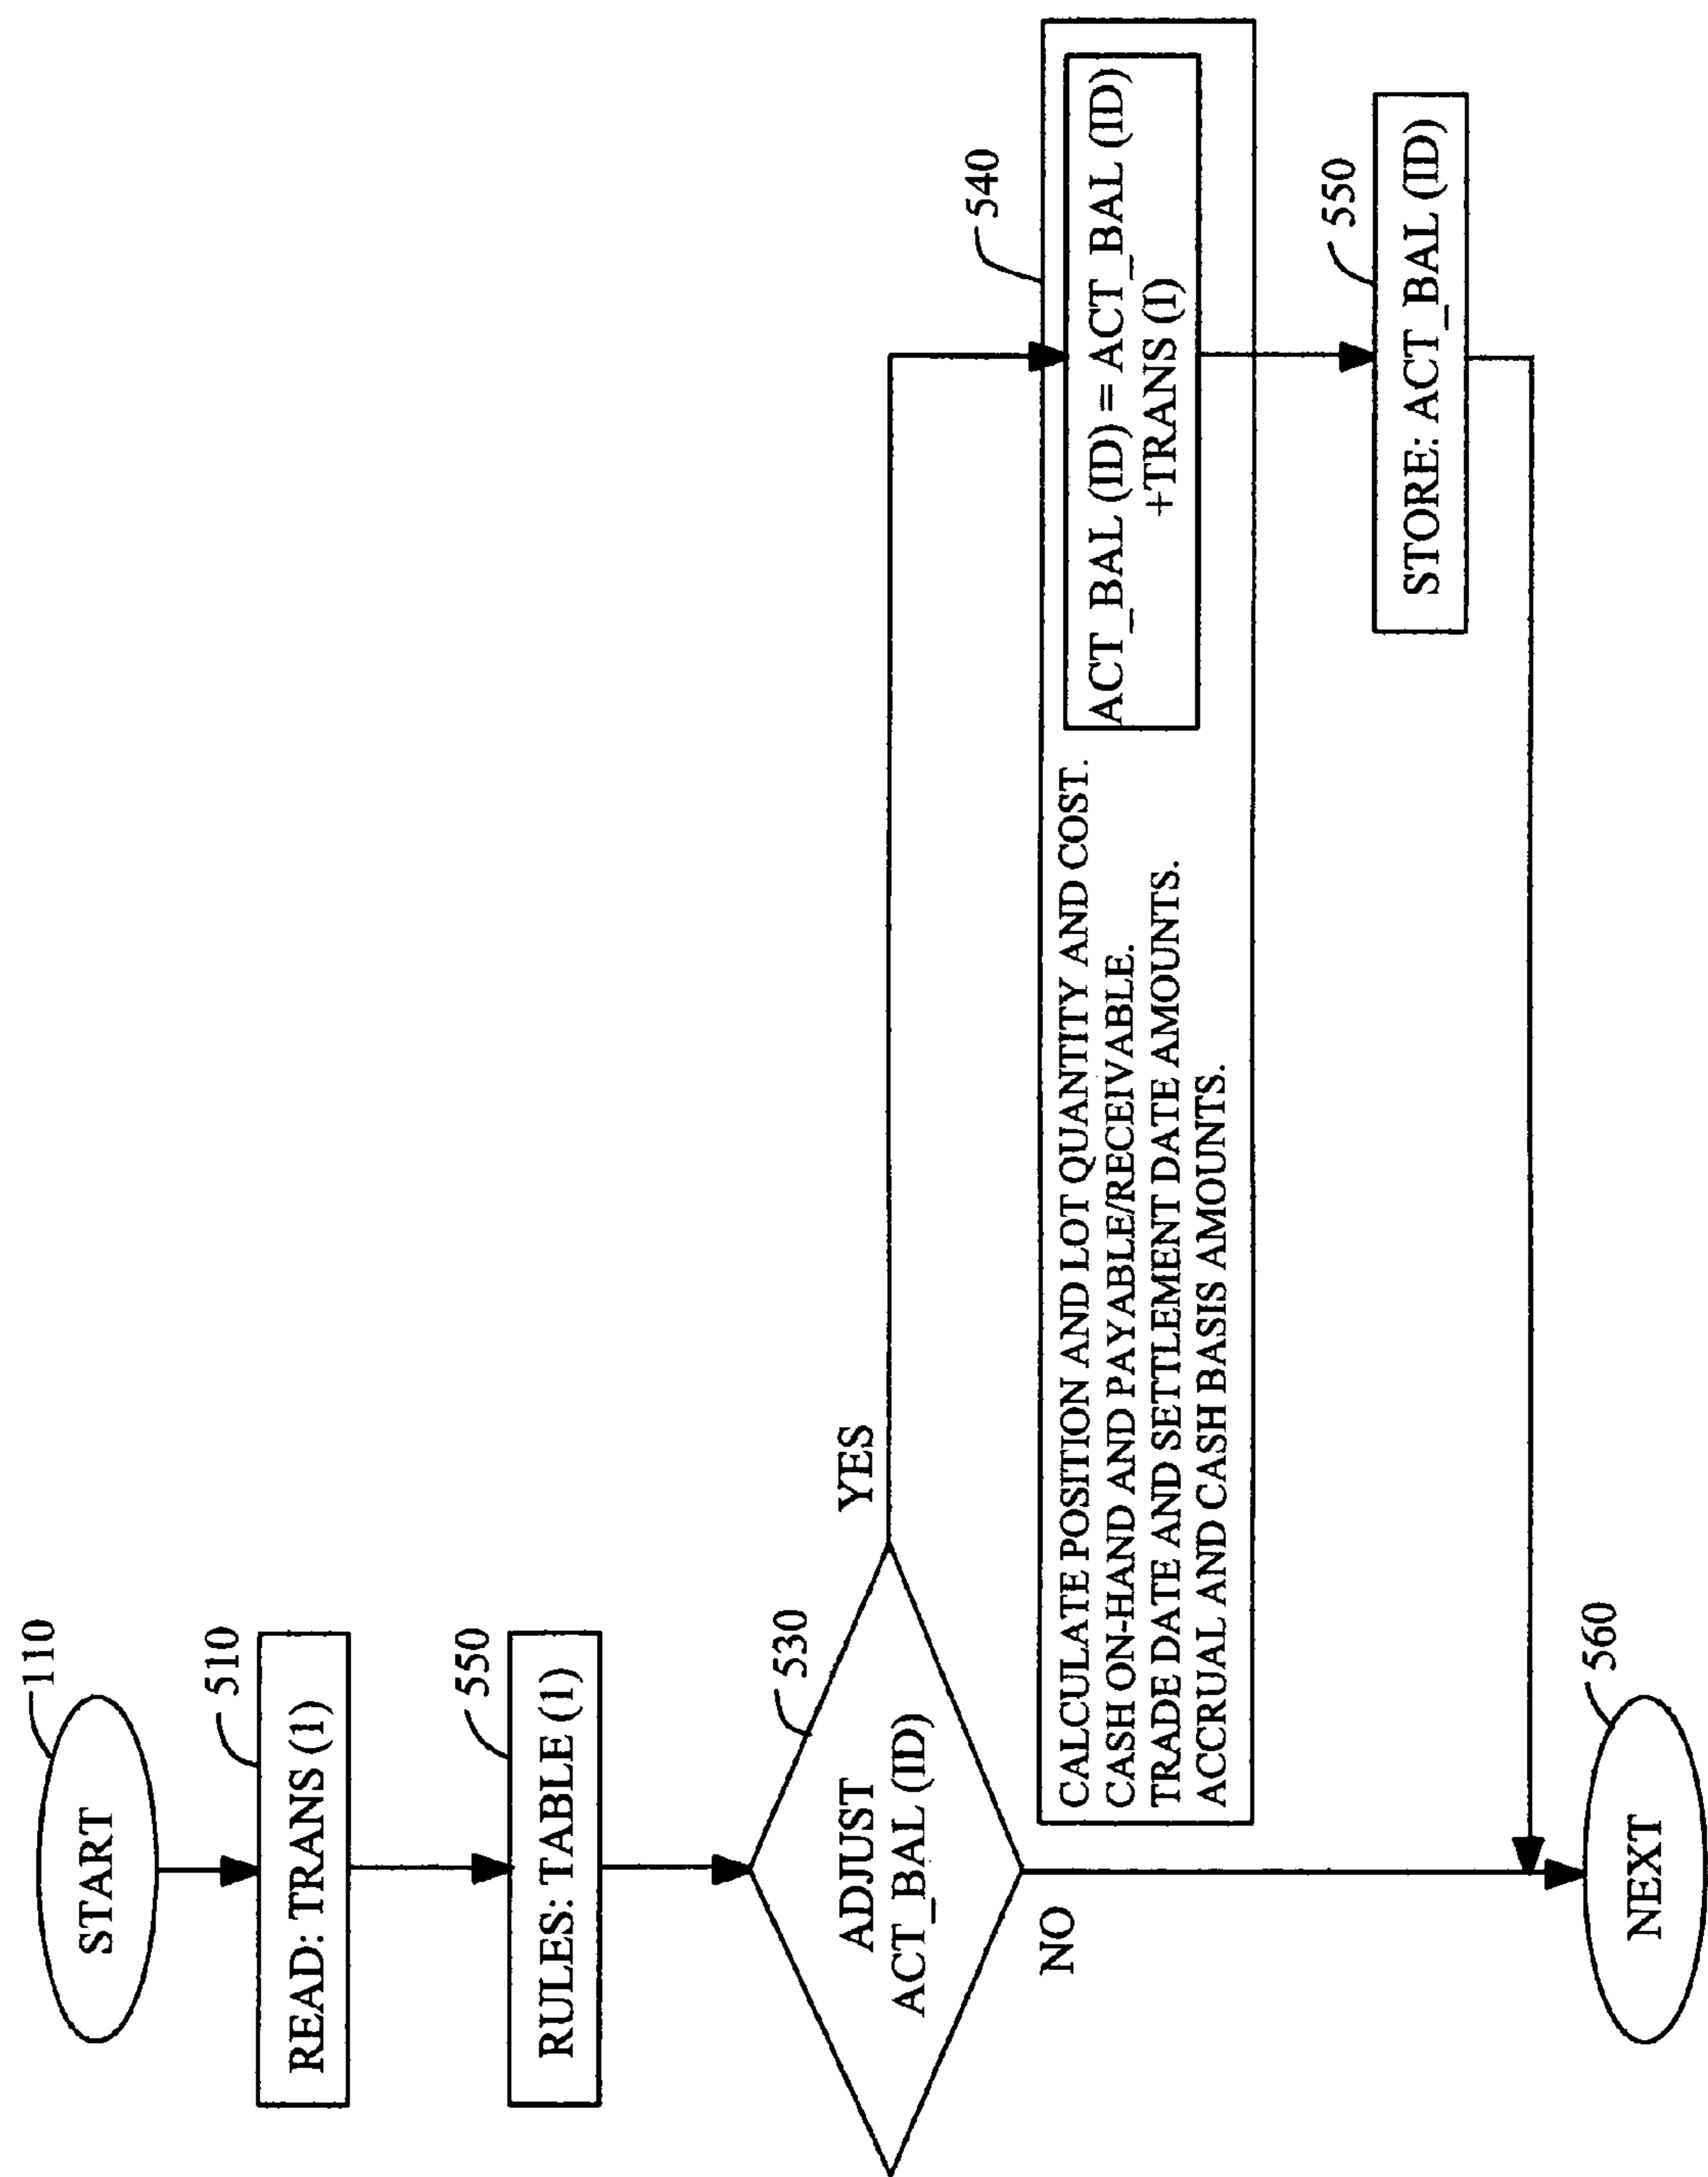 START
110
READ: TRANS (1)
510
RULES: TABLE (1)
550
ADJUST
ACT_BAL (ID)
530
YES
NO
540
CALCULATE POSITION AND LOT QUANTITY AND COST.
CASH ON-HAND AND PAYABLE/RECEIVABLE.
TRADE DATE AND SETTLEMENT DATE AMOUNTS.
ACCRUAL AND CASH BASIS AMOUNTS.
ACT_BAL (ID) = ACT_BAL (ID)
+TRANS (I)
550
STORE: ACT_BAL (ID)
NEXT
560